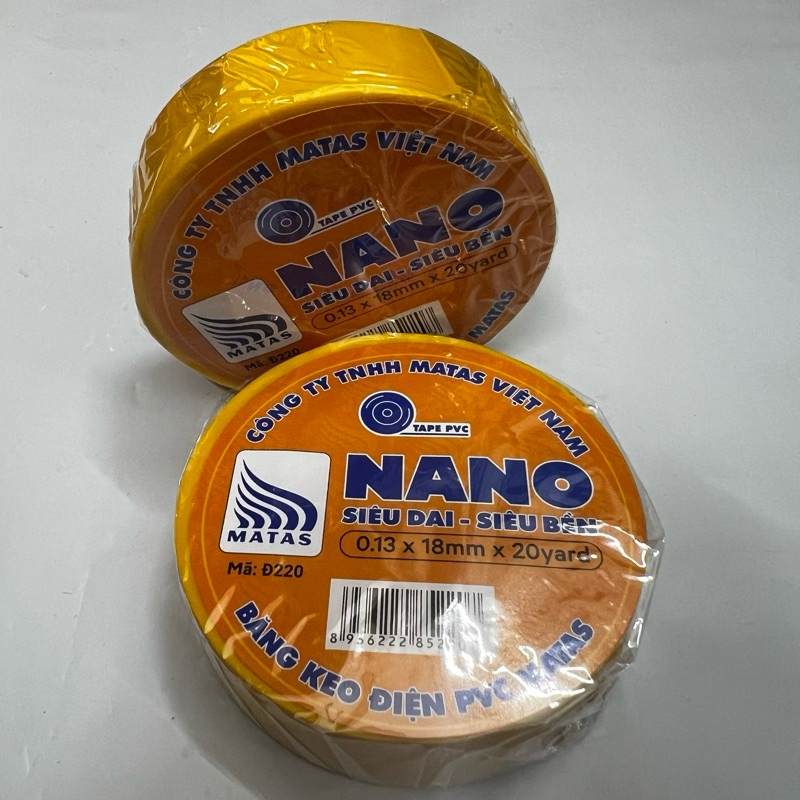 CÔNG TY TNHH MATAS VIỆT NAM
TAPE PVC
NANO
SIÊU DAI - SIÊU BỀN
0.13 x 18mm x 20yard
MATAS
Mã: Đ220
MATAS
CÔNG TY TNHH MATAS VIỆT NAM
TAPE PVC
NANO
SIÊU DAI - SIÊU BỀN
0.13 x 18mm x 20yard
MATAS
Mã: Đ220
BĂNG KEO ĐIỆN PVC MATAS